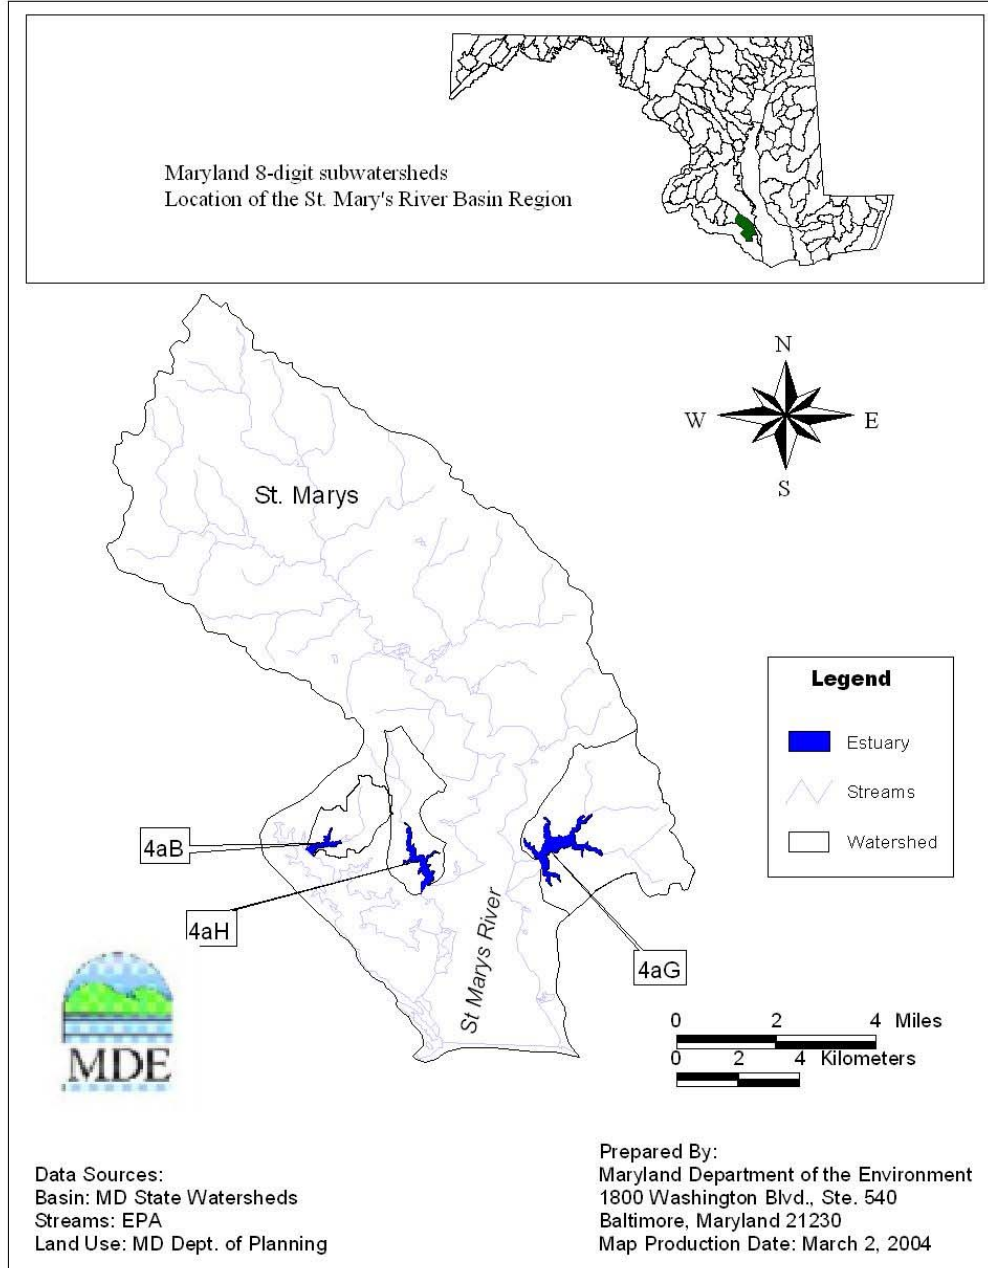 Maryland 8-digit subwatersheds
Location of the St. Mary's River Basin Region
N
W
E
S
St. Marys
Legend
Estuary
Streams
Watershed
4aB
4aH
4aG
St Marys River
MDE
0 2 4 Miles
0 2 4 Kilometers
Data Sources:
Basin: MD State Watersheds
Streams: EPA
Land Use: MD Dept. of Planning
Prepared By:
Maryland Department of the Environment
1800 Washington Blvd., Ste. 540
Baltimore, Maryland 21230
Map Production Date: March 2, 2004